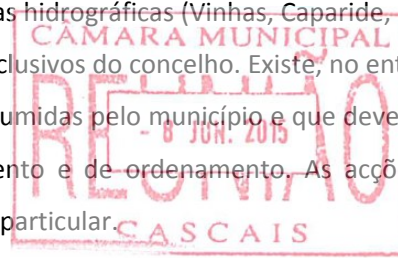 as hidrográficas (Vinhas, Caparide,
CÂMARA MUNICIPAL
clusivos do concelho. Existe, no ent
umidas pelo município e que deve
- 8 JUN. 2015
REUNIÃO
ento e de ordenamento. As acçõ
particular.
CASCAIS